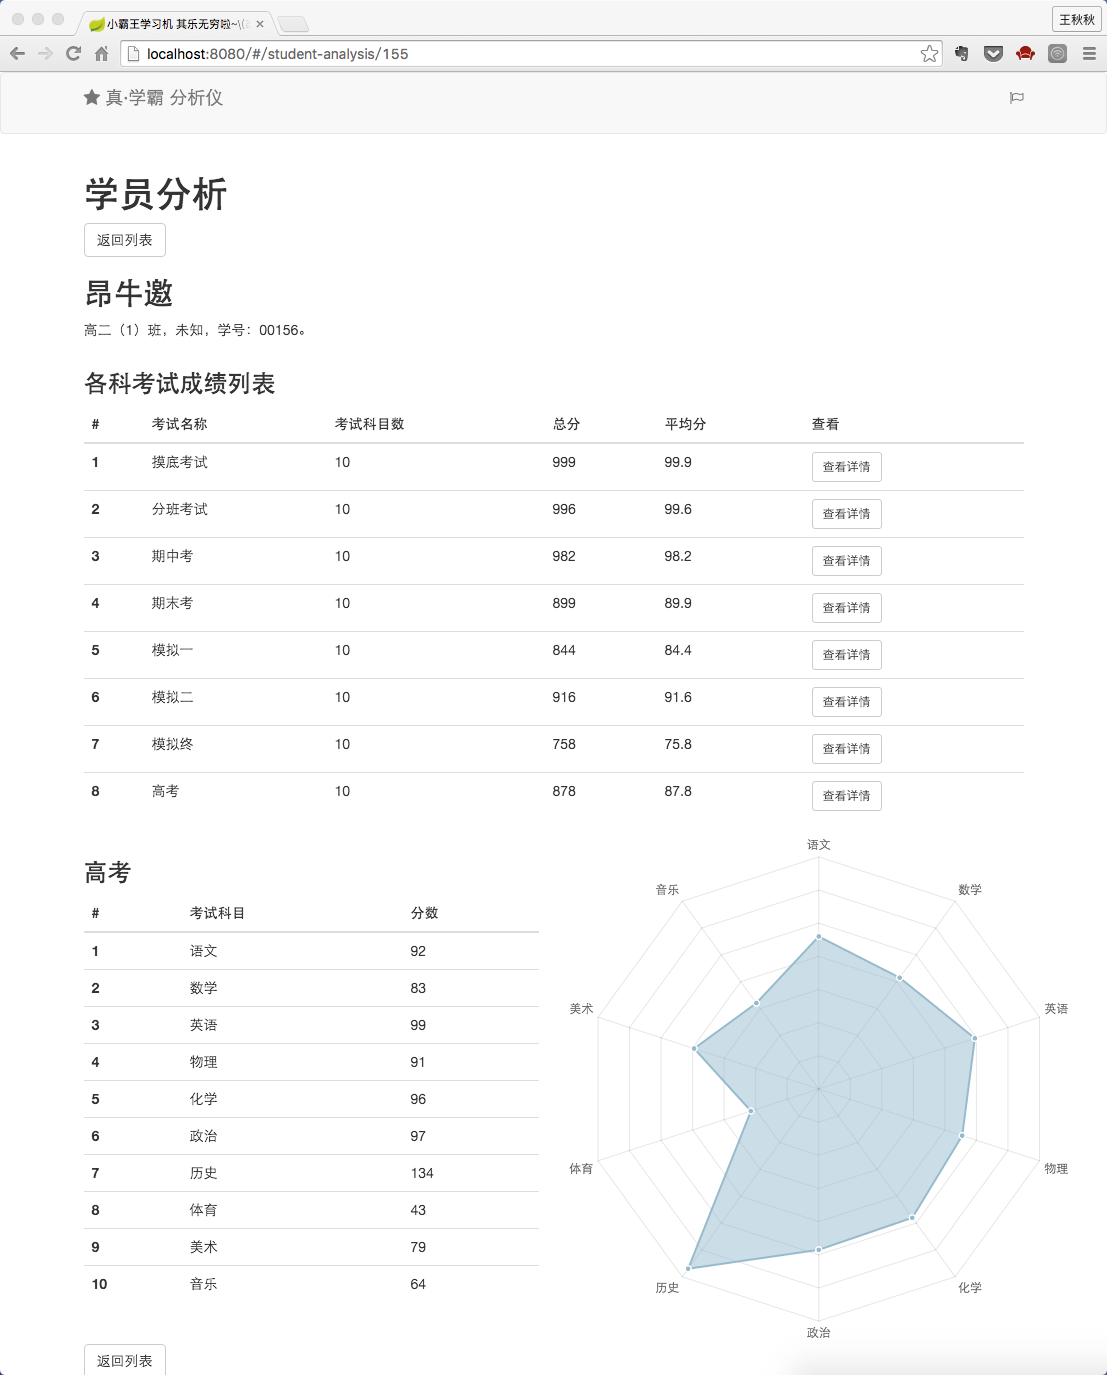 小霸王学习机 其乐无穷啦~\(
王秋秋
localhost:8080/#/student-analysis/155
真·学霸 分析仪
学员分析
返回列表
昂牛邀
高二（1）班，未知，学号：00156。
各科考试成绩列表
# 考试名称 考试科目数 总分 平均分 查看
1 摸底考试 10 999 99.9 查看详情
2 分班考试 10 996 99.6 查看详情
3 期中考 10 982 98.2 查看详情
4 期末考 10 899 89.9 查看详情
5 模拟一 10 844 84.4 查看详情
6 模拟二 10 916 91.6 查看详情
7 模拟终 10 758 75.8 查看详情
8 高考 10 878 87.8 查看详情
高考
# 考试科目 分数
1 语文 92
2 数学 83
3 英语 99
4 物理 91
5 化学 96
6 政治 97
7 历史 134
8 体育 43
9 美术 79
10 音乐 64
语文
数学
英语
物理
化学
政治
历史
体育
美术
音乐
返回列表